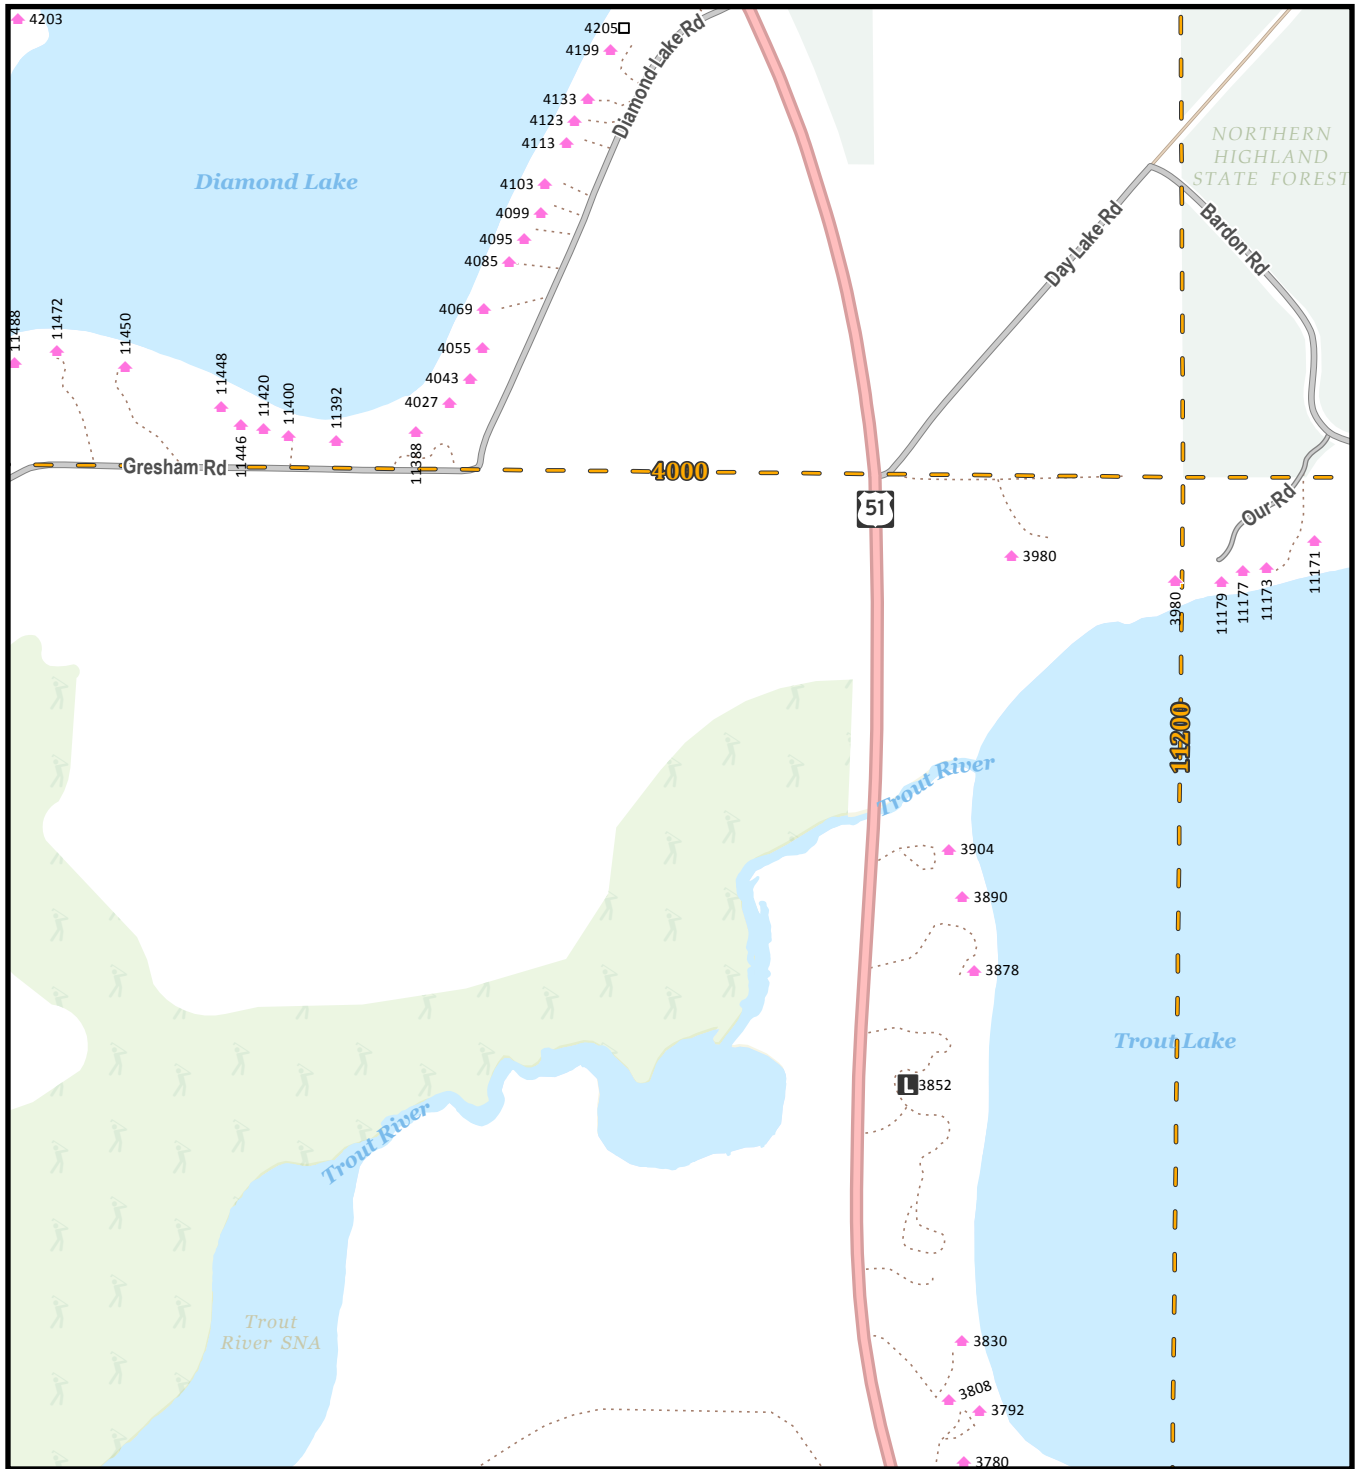 4203
4205
4199
Diamond Lake Rd
4133
4123
4113
4103
4099
4095
4085
4069
4055
4043
4027
Diamond Lake
NORTHERN
HIGHLAND
STATE FOREST
Day Lake Rd
Bardon Rd
11488
11472
11450
11448
11446
11420
11400
11392
11388
Gresham Rd
4000
51
Our Rd
3980
3980
11179
11177
11173
11171
11200
Trout River
3904
3890
3878
Trout Lake
3852
L
Trout River
Trout
River SNA
3830
3808
3792
3780